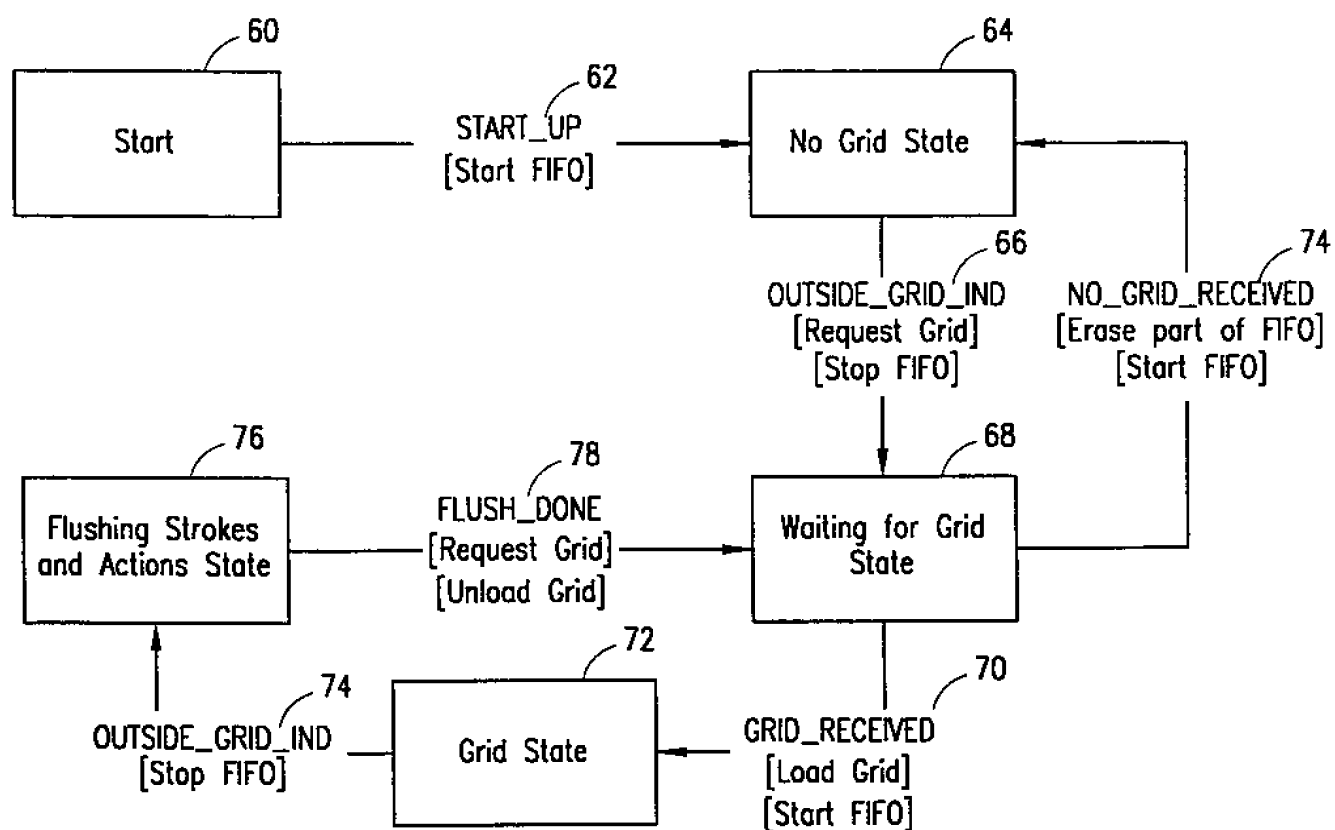 60
Start
62
START_UP
[Start FIFO]
64
No Grid State
66
OUTSIDE_GRID_IND
[Request Grid]
[Stop FIFO]
74
NO_GRID_RECEIVED
[Erase part of FIFO]
[Start FIFO]
76
Flushing Strokes
and Actions State
78
FLUSH_DONE
[Request Grid]
[Unload Grid]
68
Waiting for Grid
State
74
OUTSIDE_GRID_IND
[Stop FIFO]
72
Grid State
70
GRID_RECEIVED
[Load Grid]
[Start FIFO]